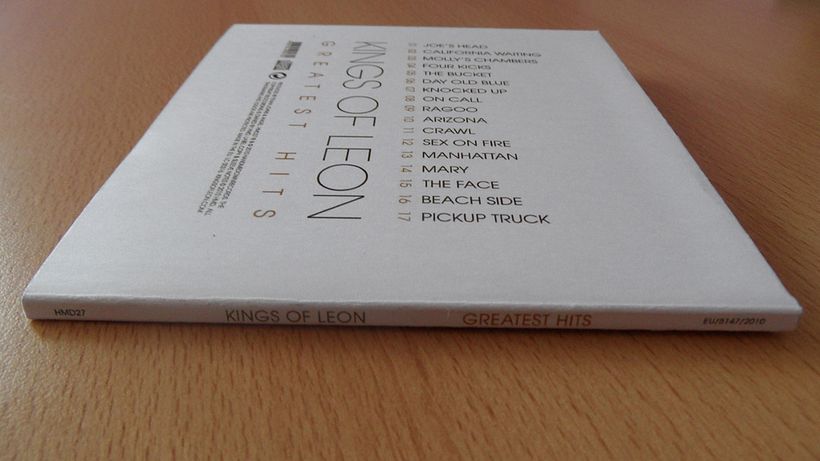 01 JOE'S HEAD
02 CALIFORNIA WAITING
03 MOLLY'S CHAMBERS
04 FOUR KICKS
05 THE BUCKET
06 DAY OLD BLUE
07 KNOCKED UP
08 ON CALL
09 RAGOO
10 ARIZONA
11 CRAWL
12 SEX ON FIRE
13 MANHATTAN
14 MARY
15 THE FACE
16 BEACH SIDE
17 PICKUP TRUCK
KINGS OF LEON
GREATEST HITS
HMD27 KINGS OF LEON GREATEST HITS EU/8147/2010